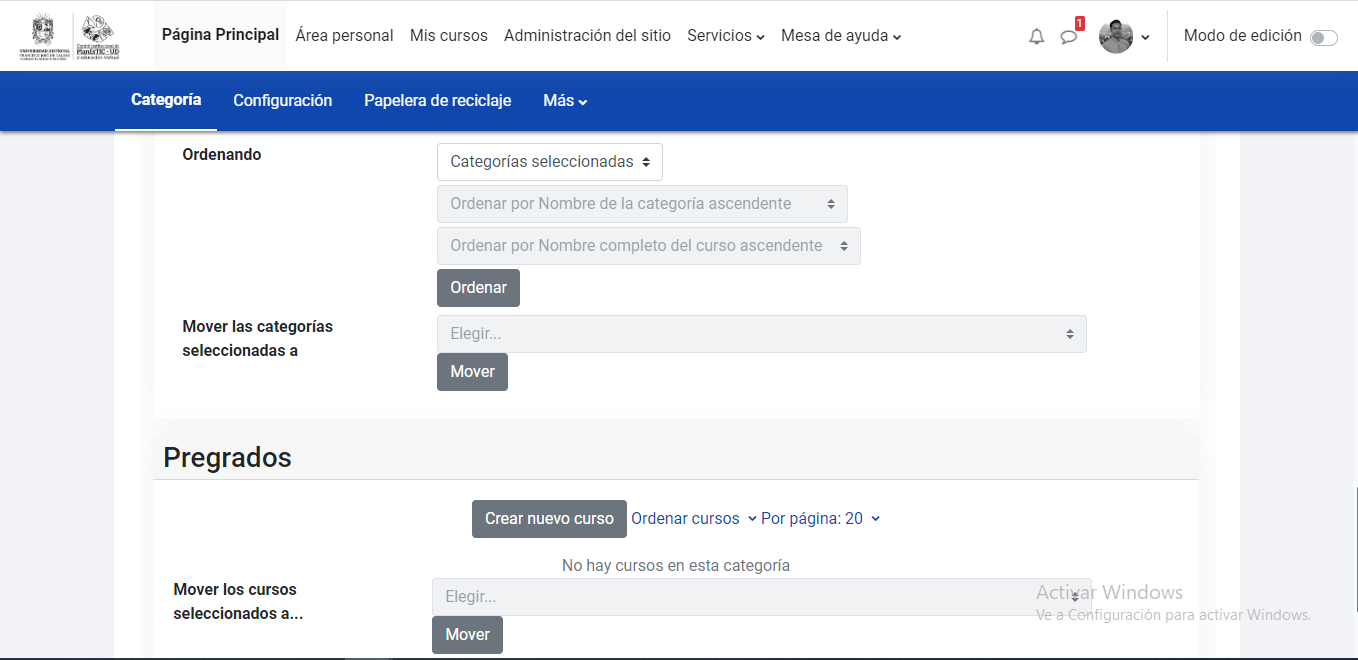 UNIVERSIDAD DISTRITAL
FRANCISCO JOSÉ DE CALDAS
PlanEsTIC - UD
y educación virtual
Página Principal
Área personal
Mis cursos
Administración del sitio
Servicios
Mesa de ayuda
1
Modo de edición
Categoría
Configuración
Papelera de reciclaje
Más
Ordenando
Categorías seleccionadas
Ordenar por Nombre de la categoría ascendente
Ordenar por Nombre completo del curso ascendente
Ordenar
Mover las categorías
seleccionadas a
Elegir...
Mover
Pregrados
Crear nuevo curso
Ordenar cursos
Por página: 20
No hay cursos en esta categoría
Mover los cursos
seleccionados a...
Elegir...
Mover
Activar Windows
Ve a Configuración para activar Windows.